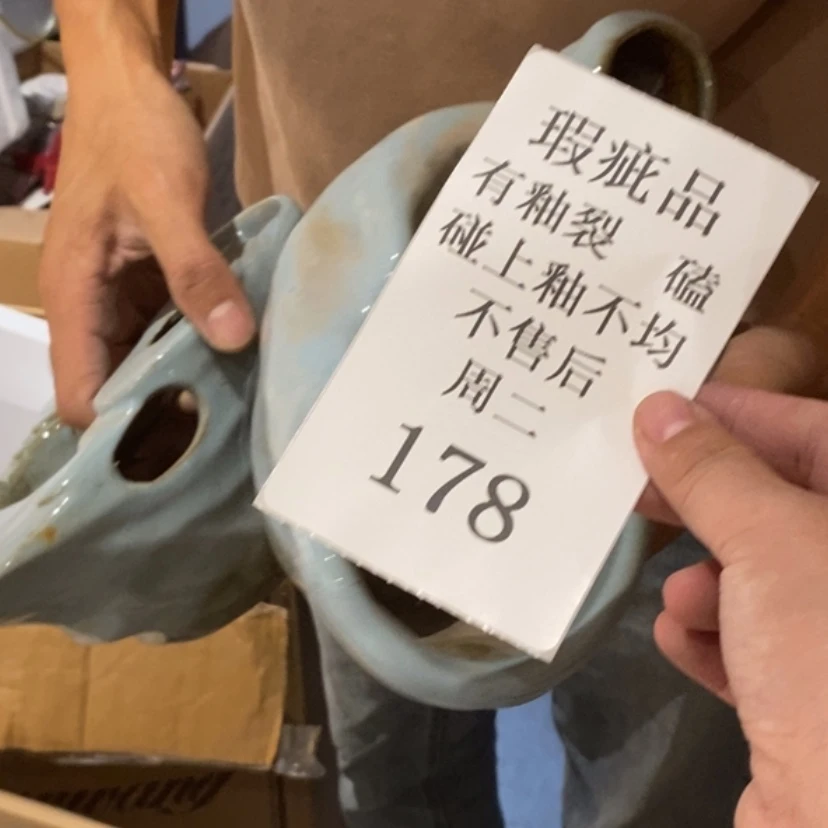 瑕疵品
有釉裂 磕
碰上釉不均
不售后
周二
178